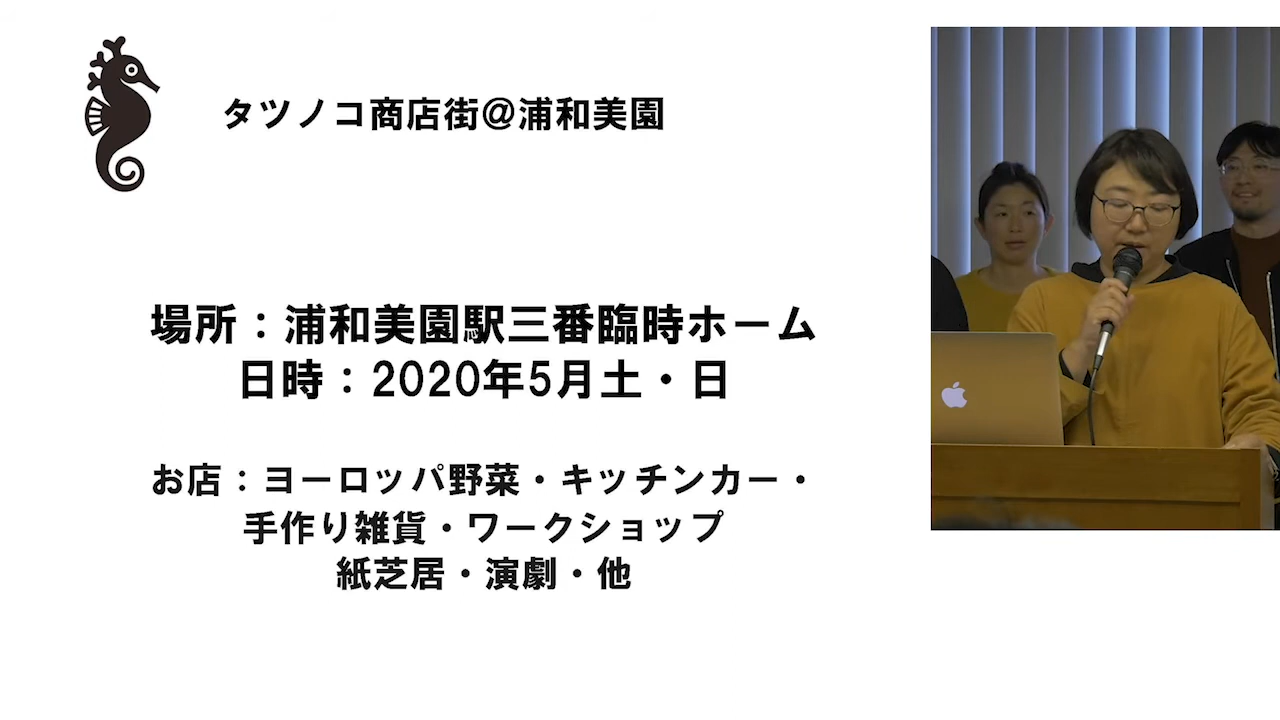 タツノコ商店街@浦和美園
場所：浦和美園駅三番臨時ホーム
日時：2020年5月土・日
お店：ヨーロッパ野菜・キッチンカー・
手作り雑貨・ワークショップ
紙芝居・演劇・他